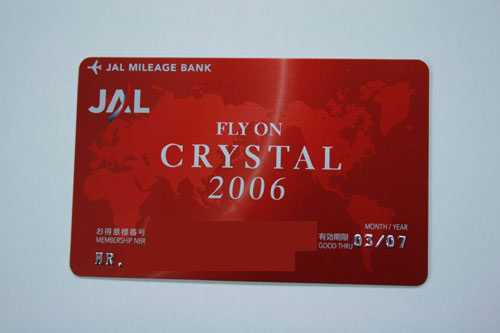 JAL MILEAGE BANK
JAL
FLY ON
CRYSTAL
2006
お得意様番号
MEMBERSHIP NBR
有効期限
GOOD THRU
MONTH / YEAR
03/07
MR.